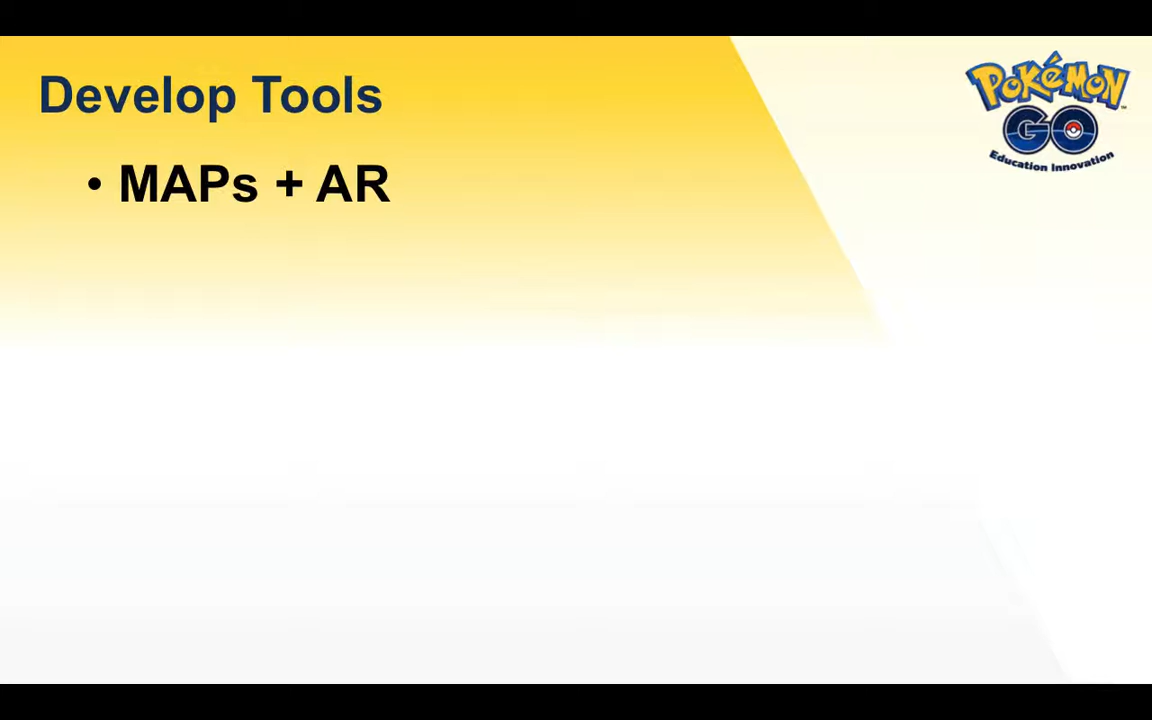 Develop Tools
POKéMON
GO
Education Innovation
• MAPs + AR